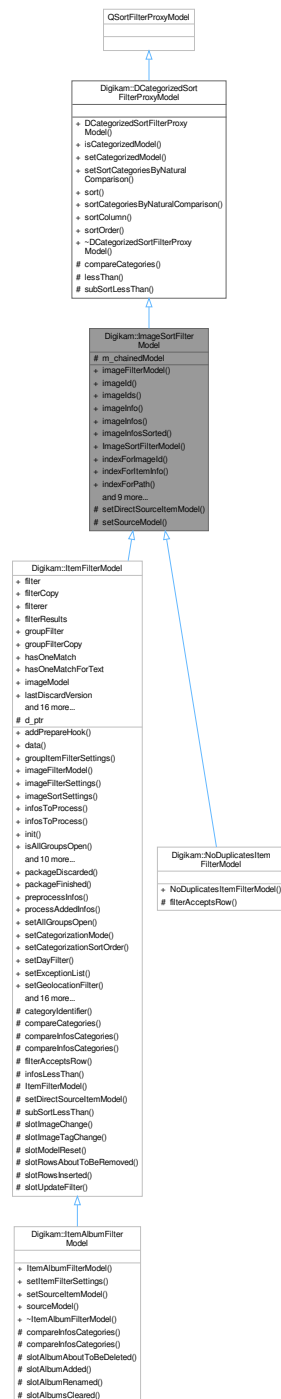 QSortFilterProxyModel
Digikam::DCategorizedSort
FilterProxyModel
+ DCategorizedSortFilterProxy
Model()
+ isCategorizedModel()
+ setCategorizedModel()
+ setSortCategoriesByNatural
Comparison()
+ sort()
+ sortCategoriesByNaturalComparison()
+ sortColumn()
+ sortOrder()
+ ~DCategorizedSortFilterProxy
Model()
# compareCategories()
# lessThan()
# subSortLessThan()
Digikam::ImageSortFilter
Model
# m_chainedModel
+ imageFilterModel()
+ imageId()
+ imageIds()
+ imageInfo()
+ imageInfos()
+ imageInfosSorted()
+ ImageSortFilterModel()
+ indexForImageId()
+ indexForItemInfo()
+ indexForPath()
and 9 more...
# setDirectSourceItemModel()
# setSourceModel()
Digikam::ItemFilterModel
+ filter
+ filterCopy
+ filterer
+ filterResults
+ groupFilter
+ groupFilterCopy
+ hasOneMatch
+ hasOneMatchForText
+ imageModel
+ lastDiscardVersion
and 16 more...
# d_ptr
+ addPrepareHook()
+ data()
+ groupItemFilterSettings()
+ imageFilterModel()
+ imageFilterSettings()
+ imageSortSettings()
+ infosToProcess()
+ infosToProcess()
+ init()
+ isAllGroupsOpen()
and 10 more...
+ packageDiscarded()
+ packageFinished()
+ preprocessInfos()
+ processAddedInfos()
+ setAllGroupsOpen()
+ setCategorizationMode()
+ setCategorizationSortOrder()
+ setDayFilter()
+ setExceptionList()
+ setGeolocationFilter()
and 16 more...
# categoryIdentifier()
# compareCategories()
# compareInfosCategories()
# compareInfosCategories()
# filterAcceptsRow()
# infosLessThan()
# ItemFilterModel()
# setDirectSourceItemModel()
# subSortLessThan()
# slotImageChange()
# slotImageTagChange()
# slotModelReset()
# slotRowsAboutToBeRemoved()
# slotRowsInserted()
# slotUpdateFilter()
Digikam::NoDuplicatesItem
FilterModel
+ NoDuplicatesItemFilterModel()
# filterAcceptsRow()
Digikam::ItemAlbumFilter
Model
+ ItemAlbumFilterModel()
+ setItemFilterSettings()
+ setSourceItemModel()
+ sourceModel()
+ ~ItemAlbumFilterModel()
# compareInfosCategories()
# compareInfosCategories()
# slotAlbumAboutToBeDeleted()
# slotAlbumAdded()
# slotAlbumRenamed()
# slotAlbumsCleared()